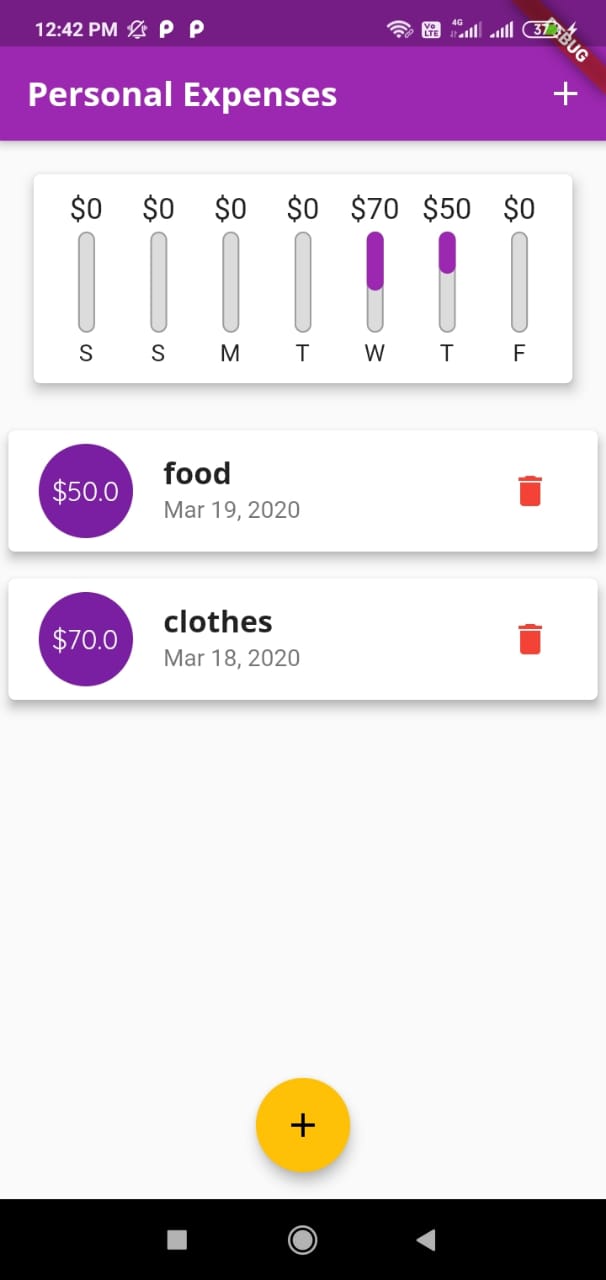 12:42 PM
Vo LTE 4G 37
Personal Expenses
$0 $0 $0 $0 $70 $50 $0
S S M T W T F
$50.0
food
Mar 19, 2020
$70.0
clothes
Mar 18, 2020